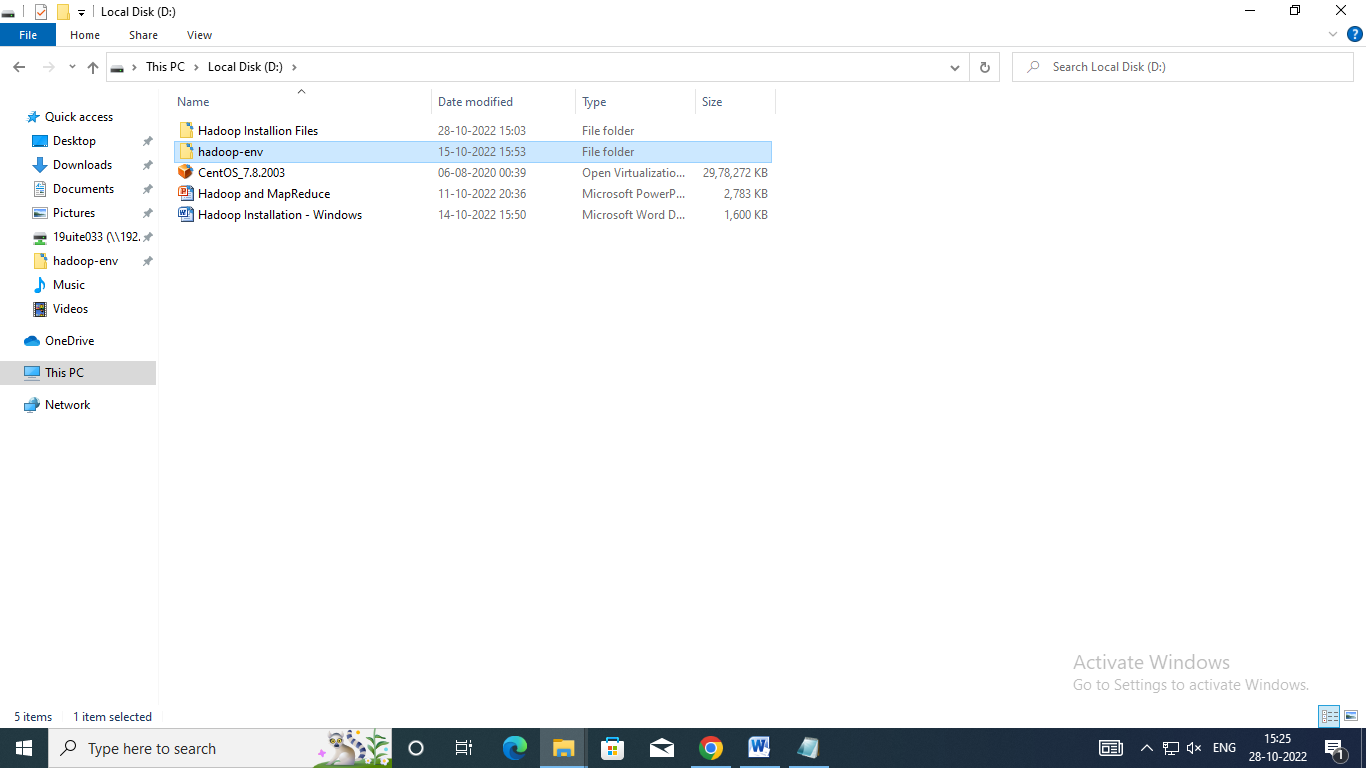 Local Disk (D:)
File Home Share View
This PC Local Disk (D:) Search Local Disk (D:)
Name Date modified Type Size
Quick access
Desktop
Downloads
Documents
Pictures
19uite033 (\\192.
hadoop-env
Music
Videos
OneDrive
This PC
Network
Hadoop Installion Files 28-10-2022 15:03 File folder
hadoop-env 15-10-2022 15:53 File folder
CentOS_7.8.2003 06-08-2020 00:39 Open Virtualizatio... 29,78,272 KB
Hadoop and MapReduce 11-10-2022 20:36 Microsoft PowerP... 2,783 KB
Hadoop Installation - Windows 14-10-2022 15:50 Microsoft Word D... 1,600 KB
Activate Windows
Go to Settings to activate Windows.
5 items 1 item selected
Type here to search
ENG
15:25
28-10-2022
1